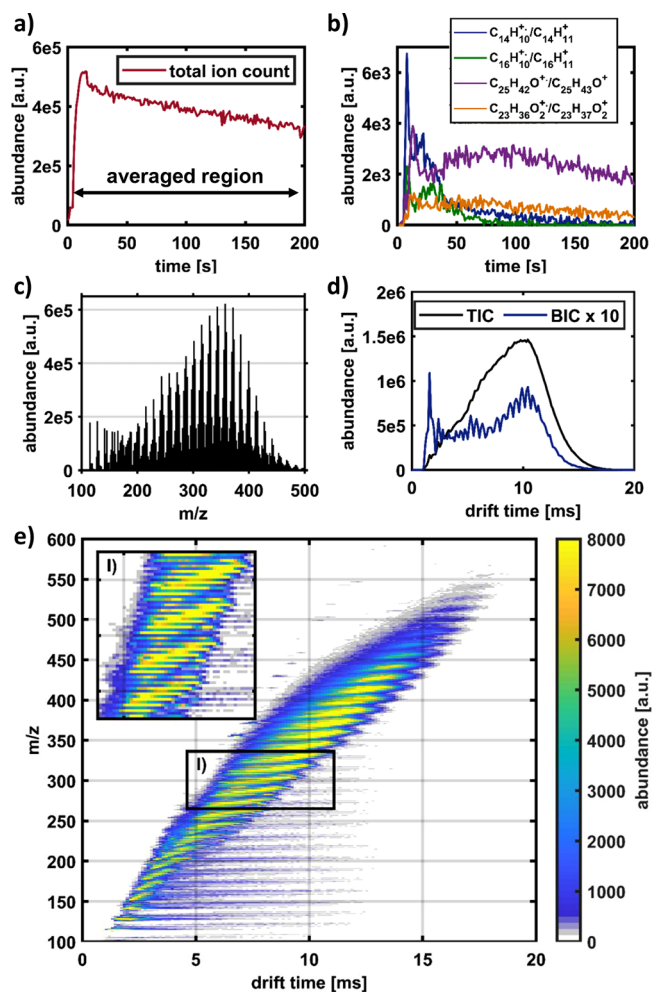 a)
6e5
4e5
2e5
0
abundance [a.u.]
total ion count
averaged region
0 50 100 150 200
time [s]
b)
6e3
4e3
2e3
0
abundance [a.u.]
C₁₄H₁₀⁺·/C₁₄H₁₁⁺
C₁₆H₁₀⁺·/C₁₆H₁₁⁺
C₂₅H₄₂O⁺·/C₂₅H₄₃O⁺
C₂₃H₃₆O₂⁺·/C₂₃H₃₇O₂⁺
0 50 100 150 200
time [s]
c)
6e5
4e5
2e5
0
abundance [a.u.]
100 200 300 400 500
m/z
d)
2e6
1.5e6
1e6
5e5
0
abundance [a.u.]
TIC BIC x 10
0 10 20
drift time [ms]
e)
600
550
500
450
400
350
300
250
200
150
100
m/z
I)
I)
0 5 10 15 20
drift time [ms]
8000
7000
6000
5000
4000
3000
2000
1000
0
abundance [a.u.]